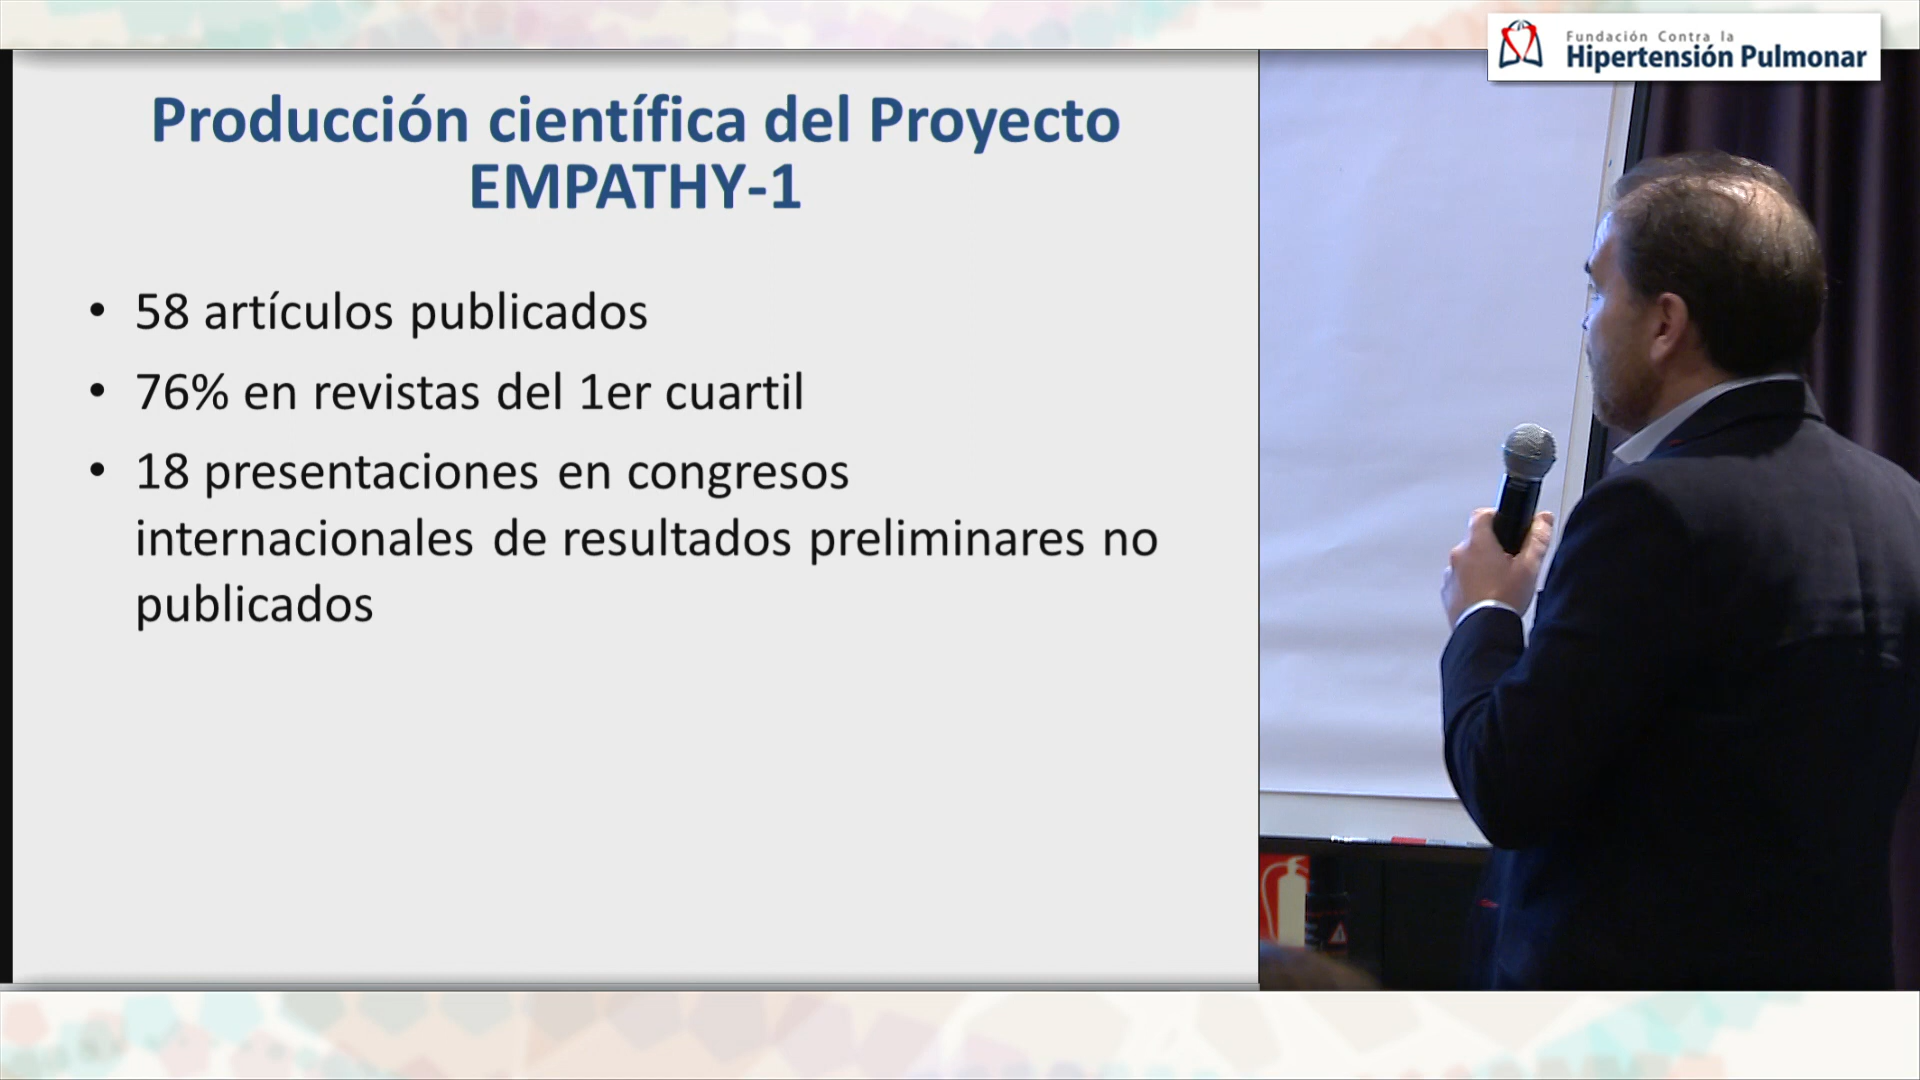 Fundación Contra la
Hipertensión Pulmonar
Producción científica del Proyecto
EMPATHY-1
• 58 artículos publicados
• 76% en revistas del 1er cuartil
• 18 presentaciones en congresos
internacionales de resultados preliminares no
publicados